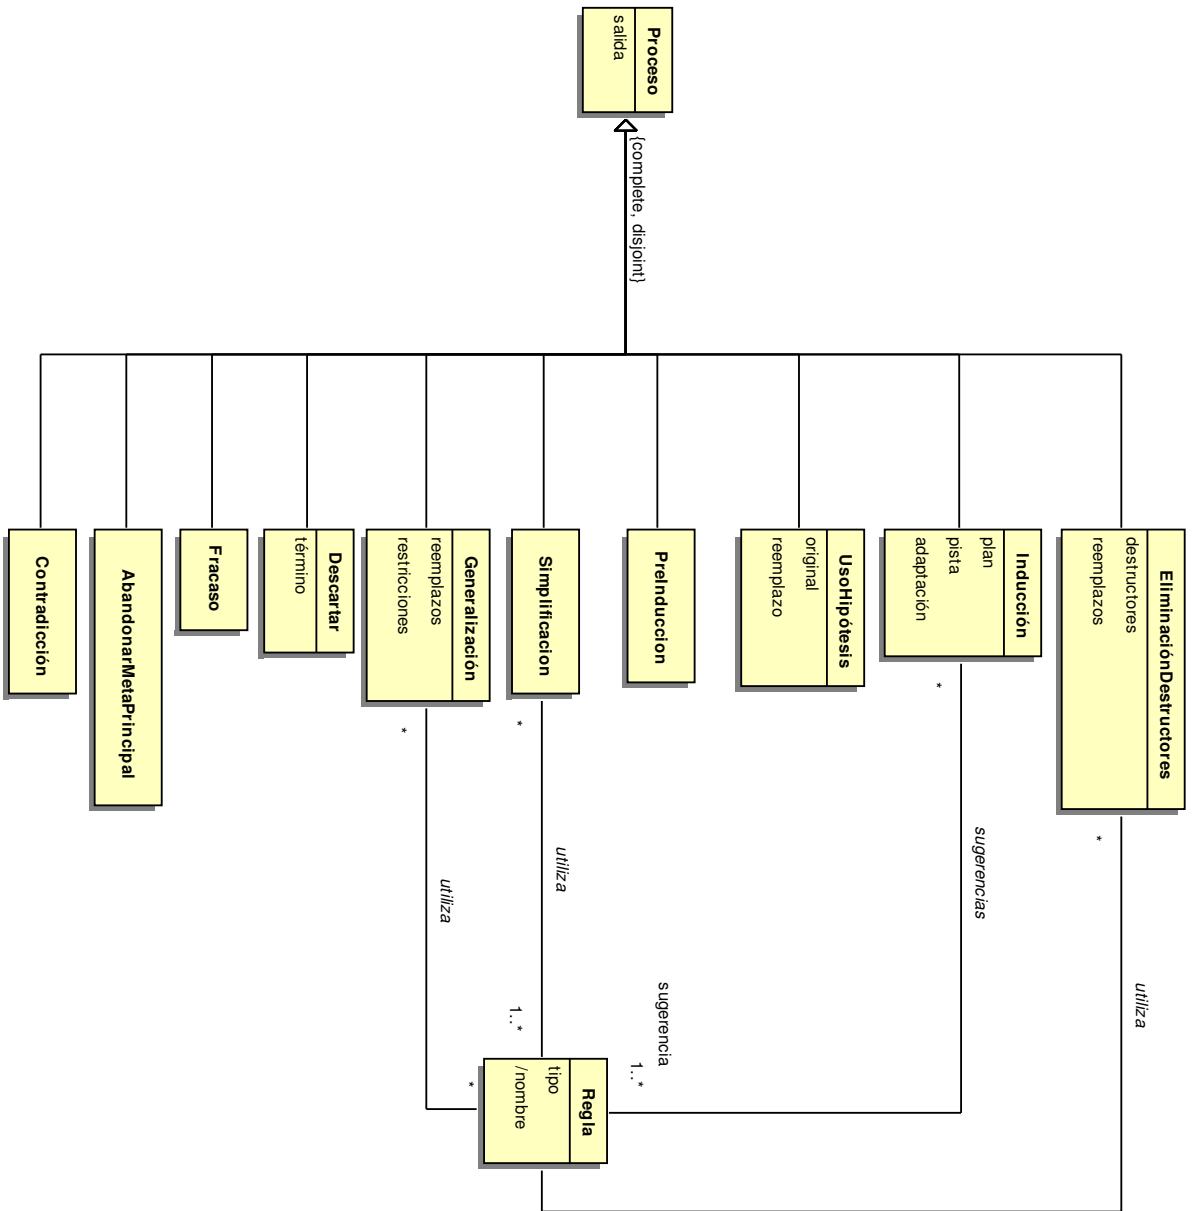 Proceso
salida
{complete, disjoint}
EliminaciónDestructores
destructores
reemplazos
*
utiliza
Inducción
plan
pista
adaptación
*
sugerencias
sugerencia
1..*
UsoHipótesis
original
reemplazo
PreInduccion
Simplificacion
*
utiliza
1..*
Regla
tipo
/nombre
Generalización
reemplazos
restricciones
*
utiliza
*
Descartar
término
Fracaso
AbandonarMetaPrincipal
Contradicción